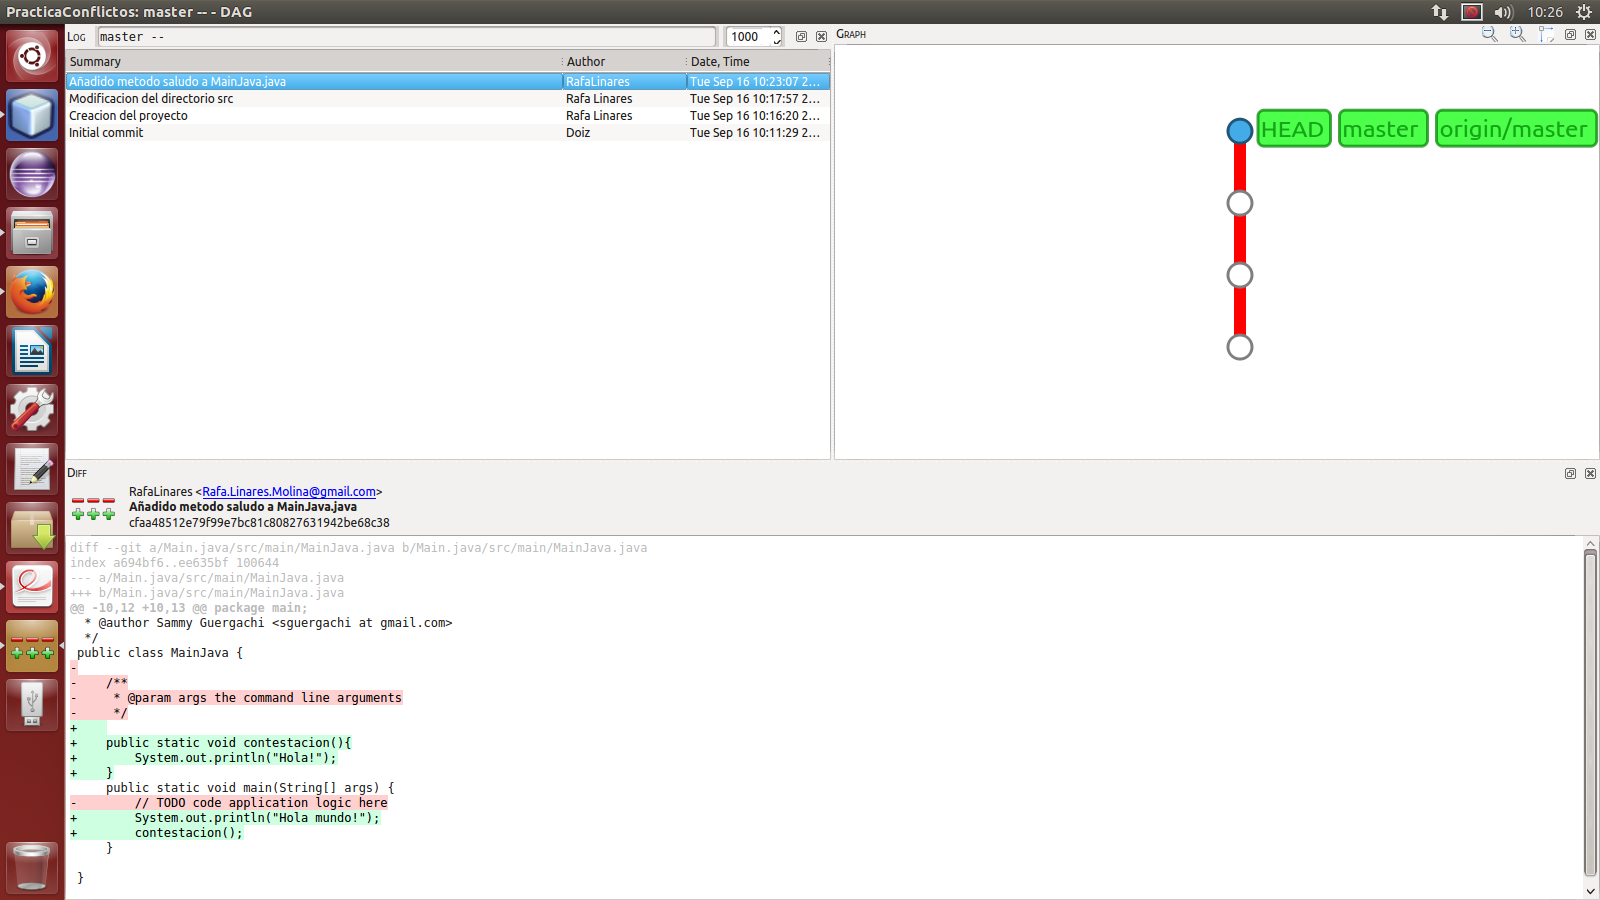 PracticaConflictos: master -- - DAG
10:26
Log
master --
1000
Graph
Summary
Author
Date, Time
Añadido metodo saludo a MainJava.java
RafaLinares
Tue Sep 16 10:23:07 2...
Modificacion del directorio src
Rafa Linares
Tue Sep 16 10:17:57 2...
Creacion del proyecto
Rafa Linares
Tue Sep 16 10:16:20 2...
Initial commit
Doiz
Tue Sep 16 10:11:29 2...
HEAD
master
origin/master
Diff
RafaLinares <Rafa.Linares.Molina@gmail.com>
Añadido metodo saludo a MainJava.java
cfaa48512e79f99e7bc81c80827631942be68c38
diff --git a/Main.java/src/main/MainJava.java b/Main.java/src/main/MainJava.java
index a694bf6..ee635bf 100644
--- a/Main.java/src/main/MainJava.java
+++ b/Main.java/src/main/MainJava.java
@@ -10,12 +10,13 @@ package main;
  * @author Sammy Guergachi <sguergachi at gmail.com>
  */
 public class MainJava {
-
-    /**
-     * @param args the command line arguments
-     */
+
+    public static void contestacion(){
+        System.out.println("Hola!");
+    }
     public static void main(String[] args) {
-        // TODO code application logic here
+        System.out.println("Hola mundo!");
+        contestacion();
     }
 }